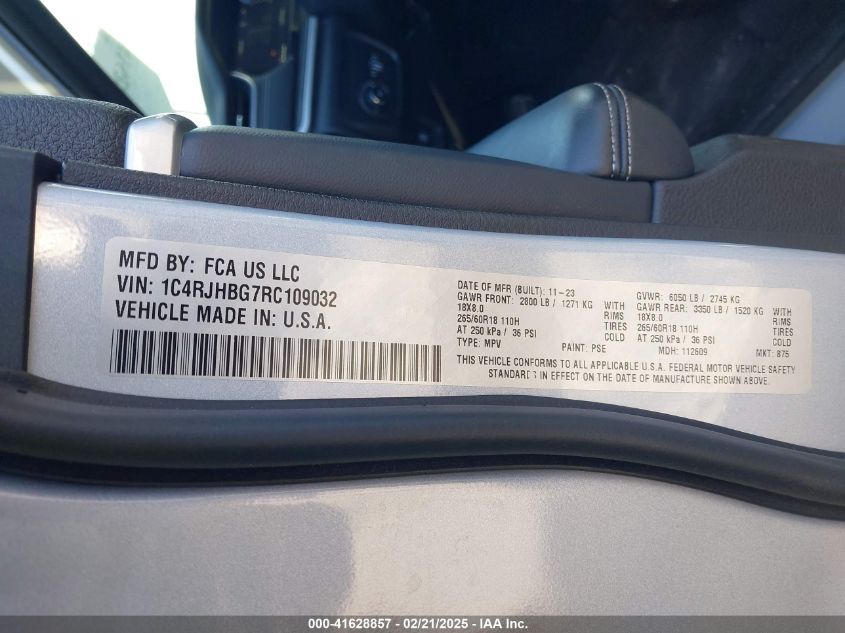 MFD BY: FCA US LLC
VIN: 1C4RJHBG7RC109032
VEHICLE MADE IN: U.S.A.
DATE OF MFR (BUILT): 11-23 GVWR: 6050 LB / 2745 KG
GAWR FRONT: 2800 LB / 1271 KG WITH GAWR REAR: 3350 LB / 1520 KG WITH
18X8.0 RIMS 18X8.0 RIMS
265/60R18 110H TIRES 265/60R18 110H TIRES
AT 250 kPa / 36 PSI COLD AT 250 kPa / 36 PSI COLD
TYPE: MPV PAINT: PSE MDH: 112609 MKT: 875
THIS VEHICLE CONFORMS TO ALL APPLICABLE U.S.A. FEDERAL MOTOR VEHICLE SAFETY
STANDARDS IN EFFECT ON THE DATE OF MANUFACTURE SHOWN ABOVE.
000-41628857 - 02/21/2025 - IAAI.COM